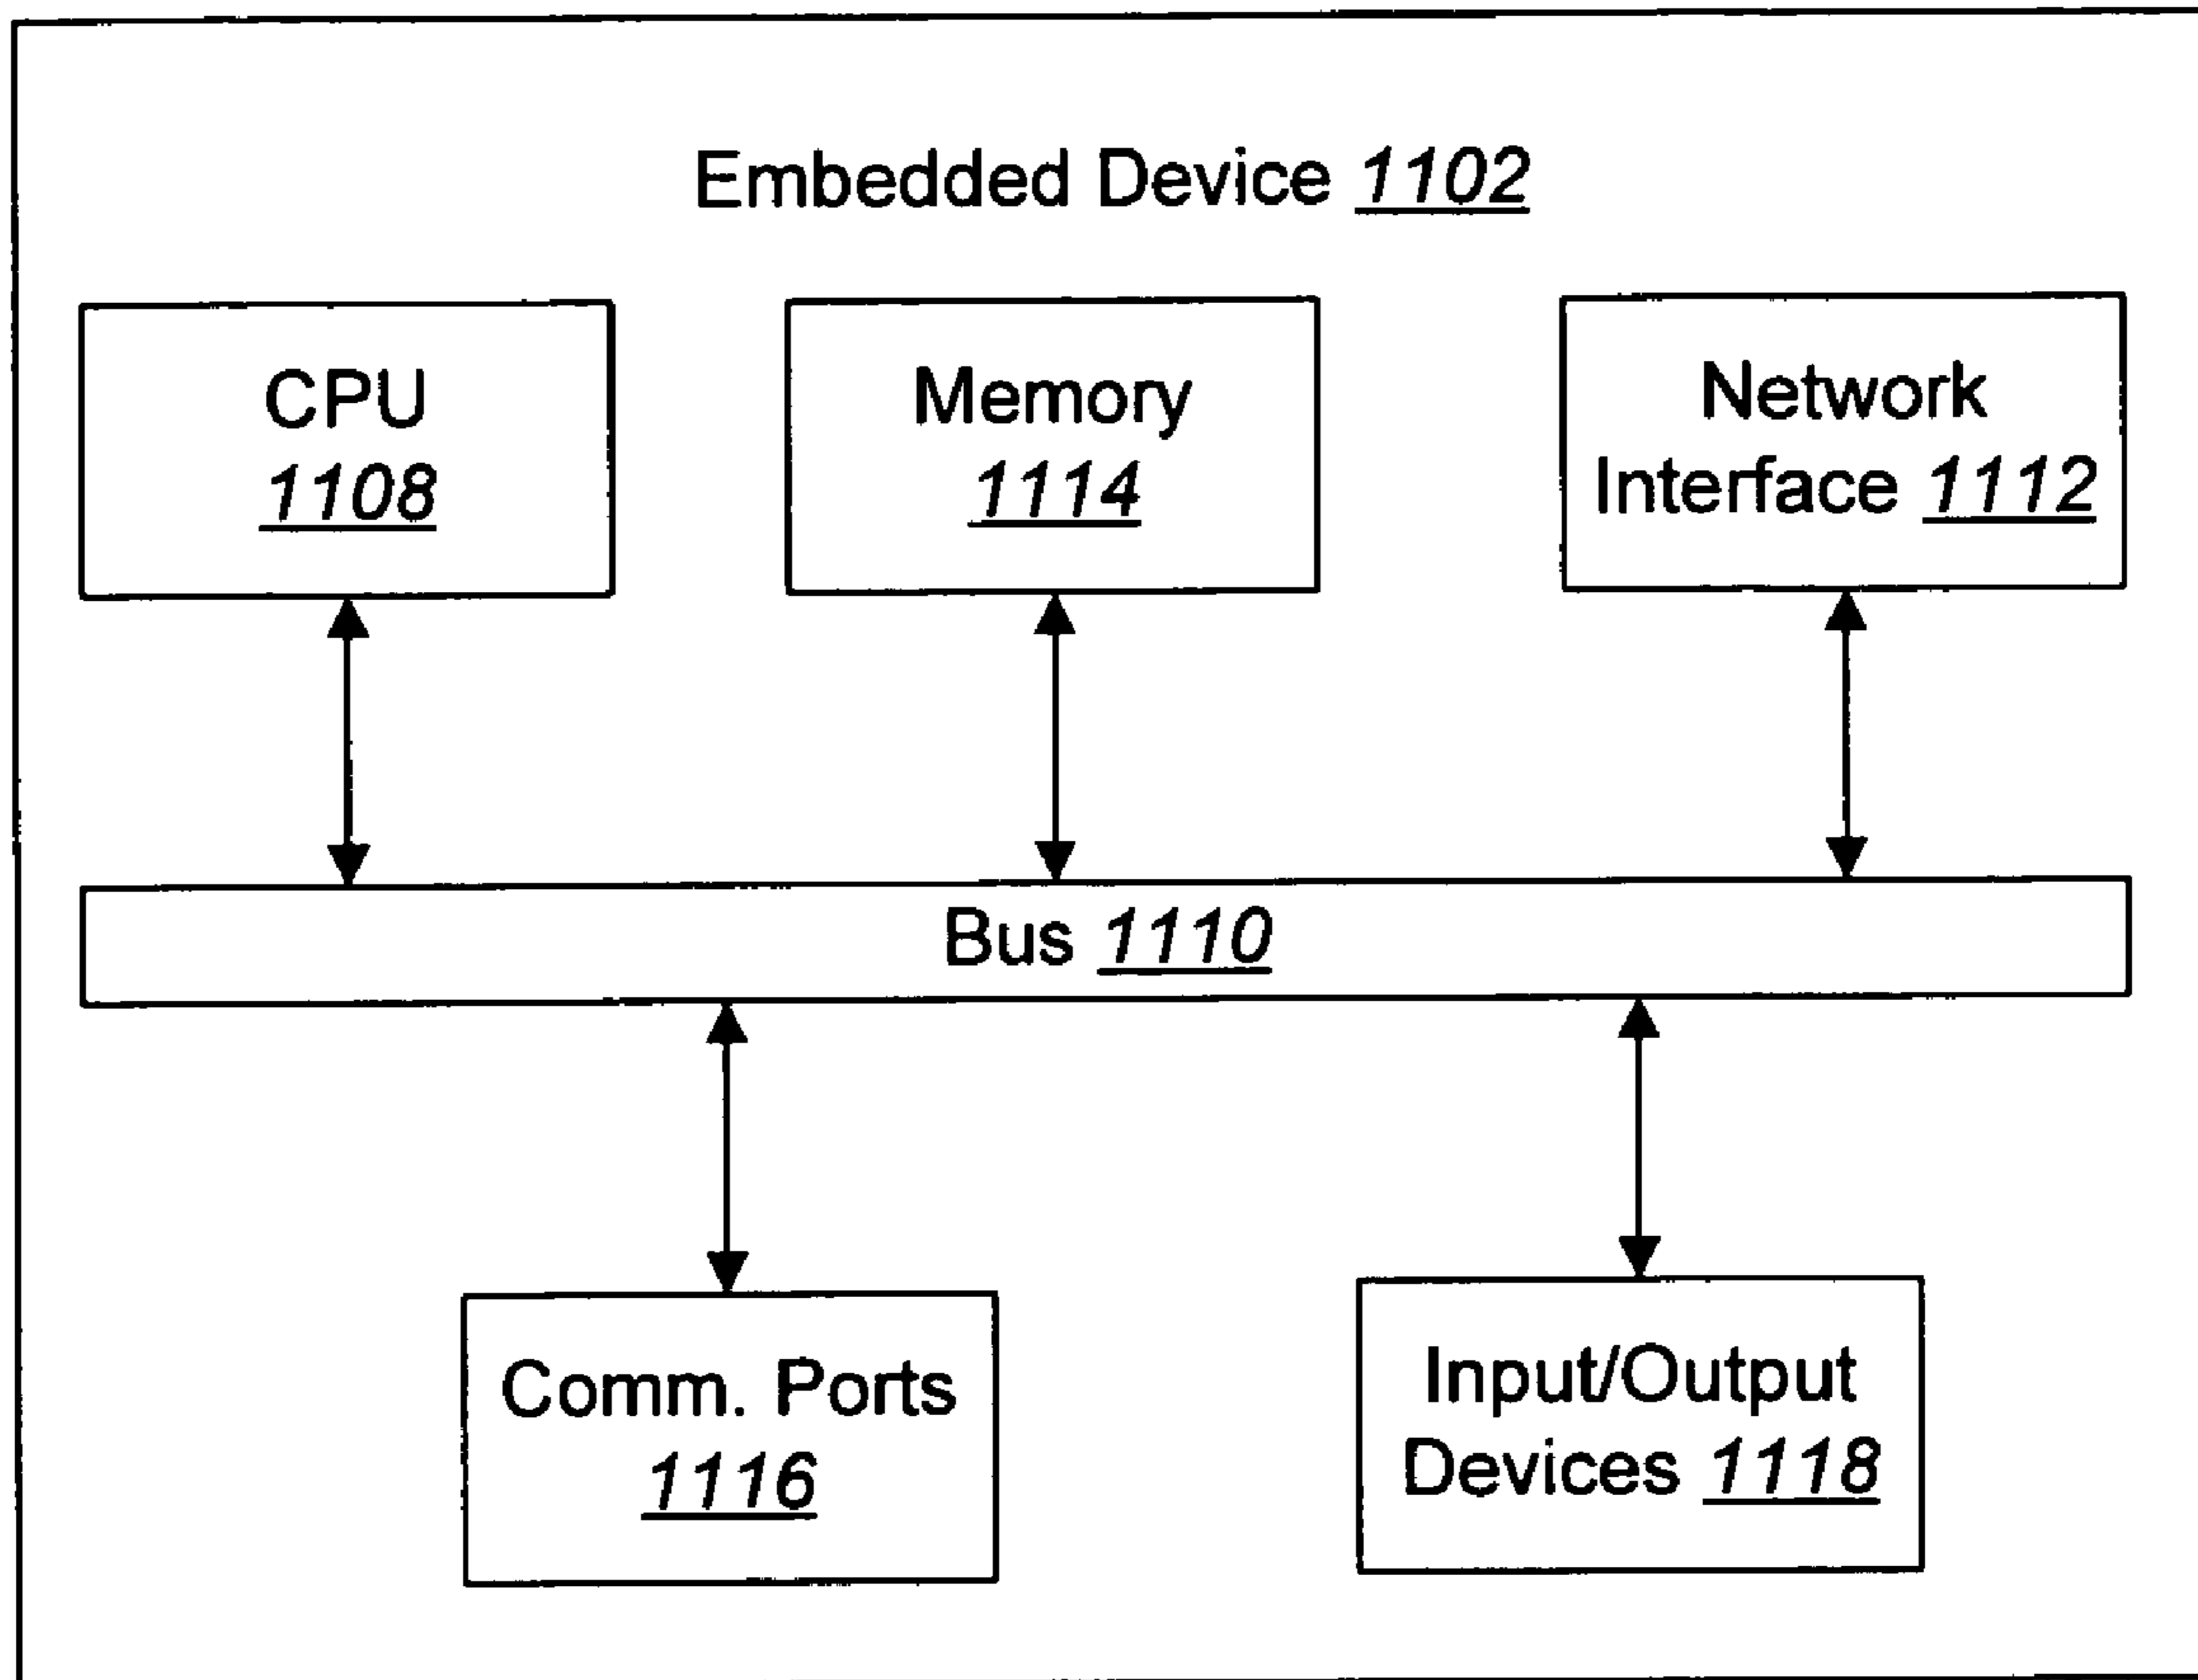 Embedded Device 1102
CPU
1108
Memory
1114
Network
Interface 1112
Bus 1110
Comm. Ports
1116
Input/Output
Devices 1118